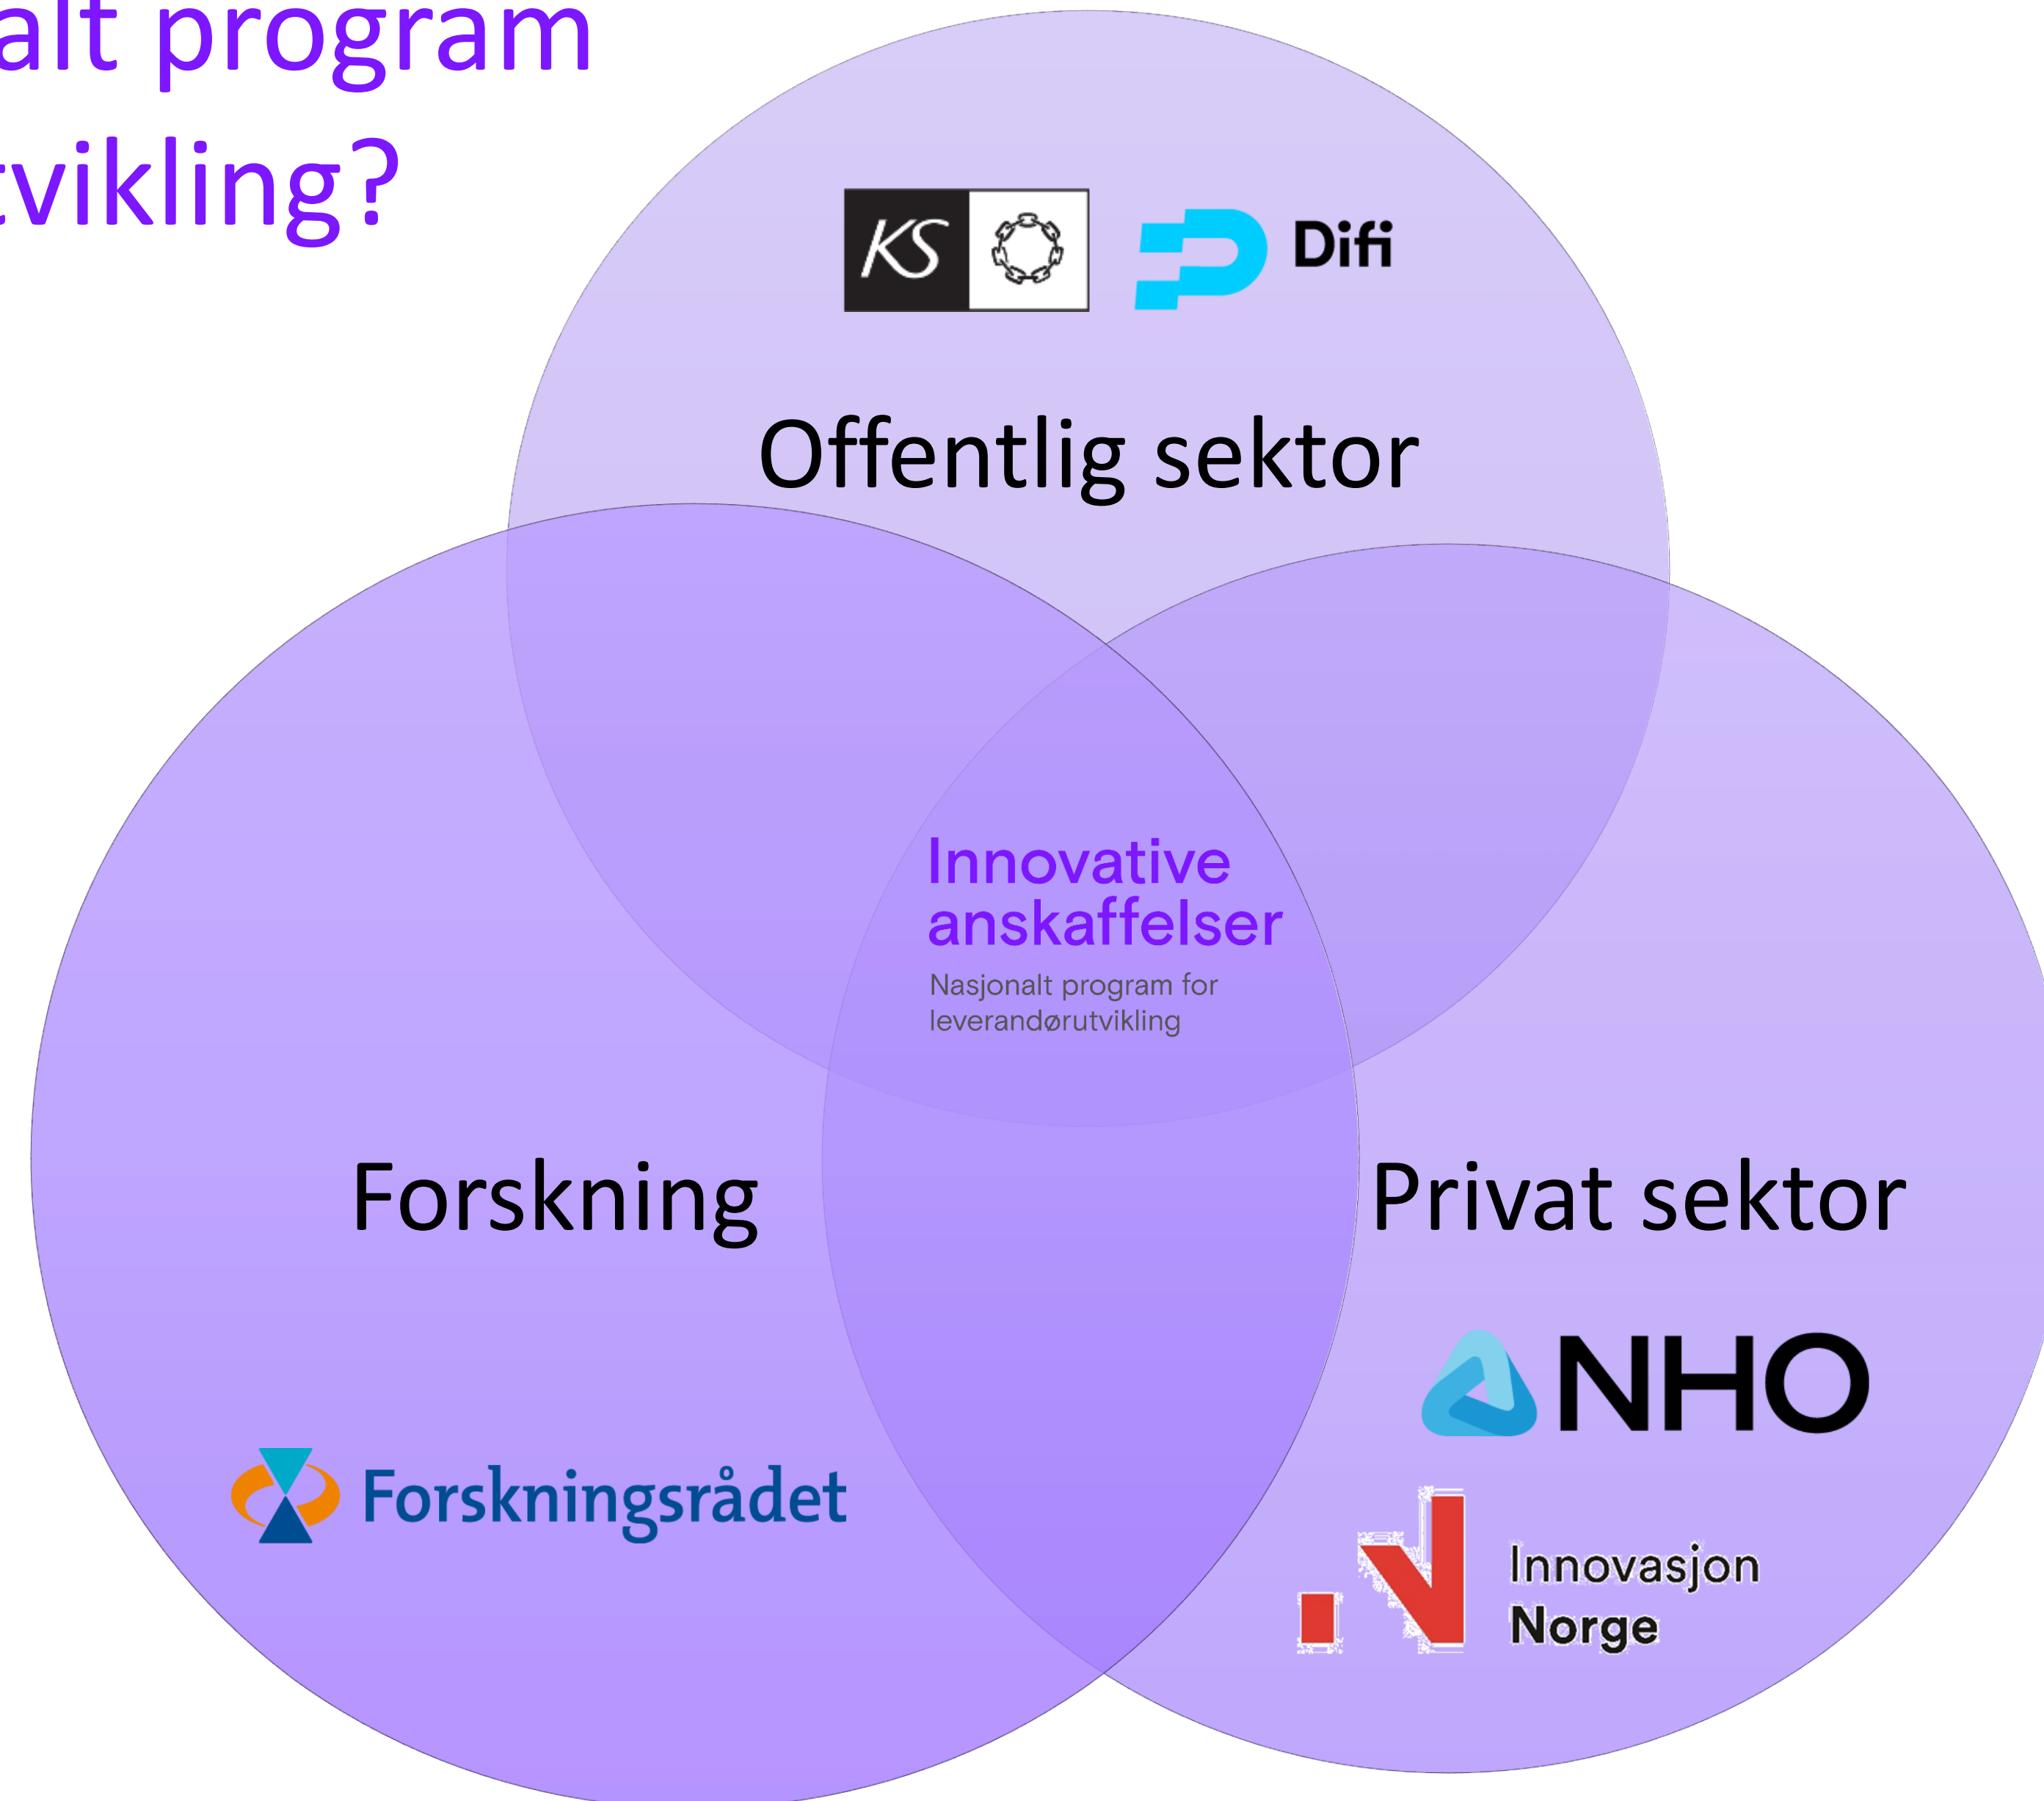 alt program
tvikling?
KS
Difi
Offentlig sektor
Innovative
anskaffelser
Nasjonalt program for
leverandørutvikling
Forskning
Privat sektor
NHO
Forskningsrådet
Innovasjon
Norge